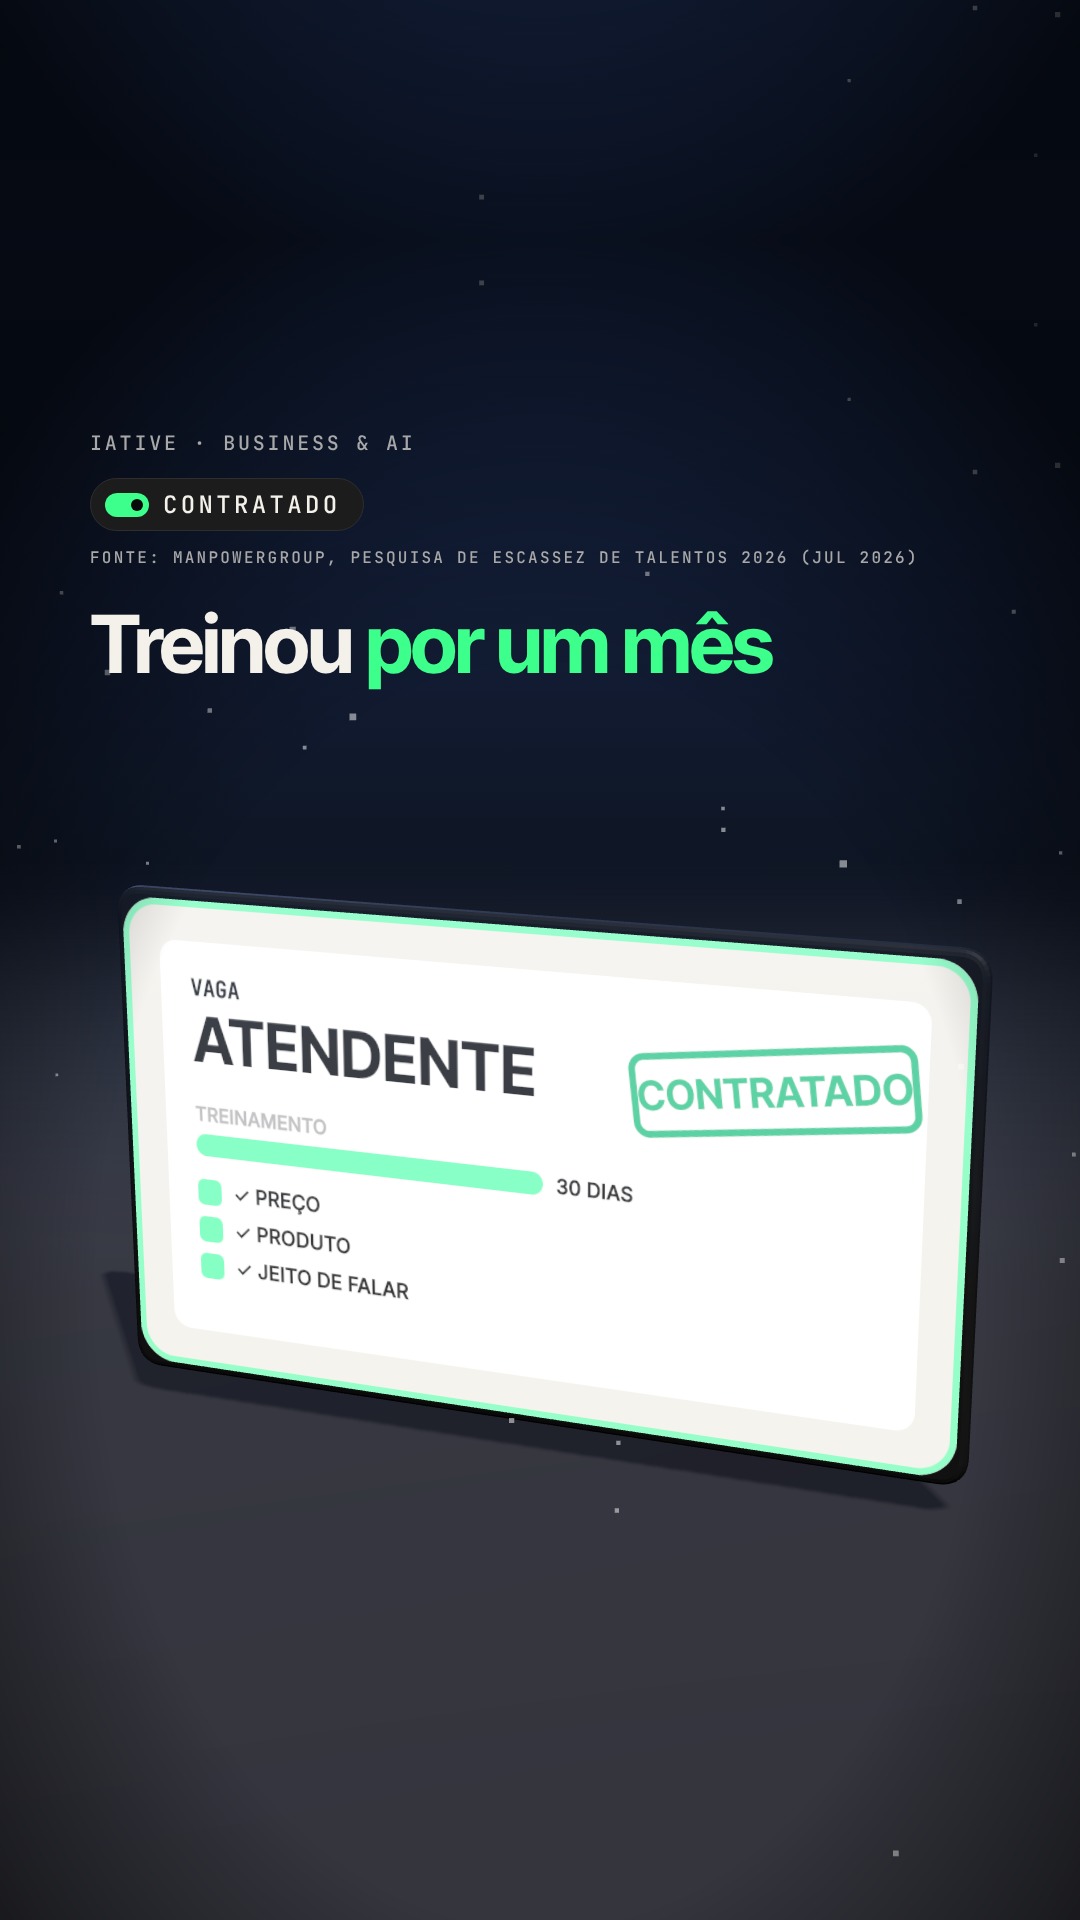 IATIVE · BUSINESS & AI
CONTRATADO
FONTE: MANPOWERGROUP, PESQUISA DE ESCASSEZ DE TALENTOS 2026 (JUL 2026)
Treinou por um mês
VAGA
ATENDENTE
CONTRATADO
TREINAMENTO
30 DIAS
✓ PREÇO
✓ PRODUTO
✓ JEITO DE FALAR